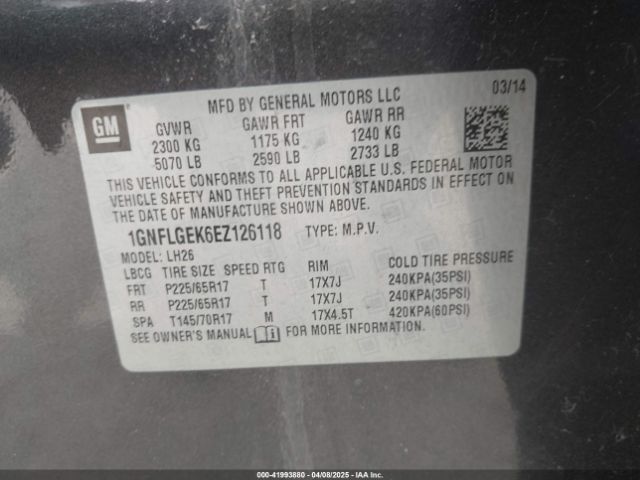 GM
MFD BY GENERAL MOTORS LLC 03/14
GVWR GAWR FRT GAWR RR
2300 KG 1175 KG 1240 KG
5070 LB 2590 LB 2733 LB
THIS VEHICLE CONFORMS TO ALL APPLICABLE U.S. FEDERAL MOTOR
VEHICLE SAFETY AND THEFT PREVENTION STANDARDS IN EFFECT ON
THE DATE OF MANUFACTURE SHOWN ABOVE.
1GNFLGEK6EZ126118 TYPE: M.P.V.
MODEL: LH26
LBCG TIRE SIZE SPEED RTG RIM COLD TIRE PRESSURE
FRT P225/65R17 T 17X7J 240KPA(35PSI)
RR P225/65R17 T 17X7J 240KPA(35PSI)
SPA T145/70R17 M 17X4.5T 420KPA(60PSI)
SEE OWNER'S MANUAL FOR MORE INFORMATION.
000-41993880 - 04/08/2025 - IAA Inc.